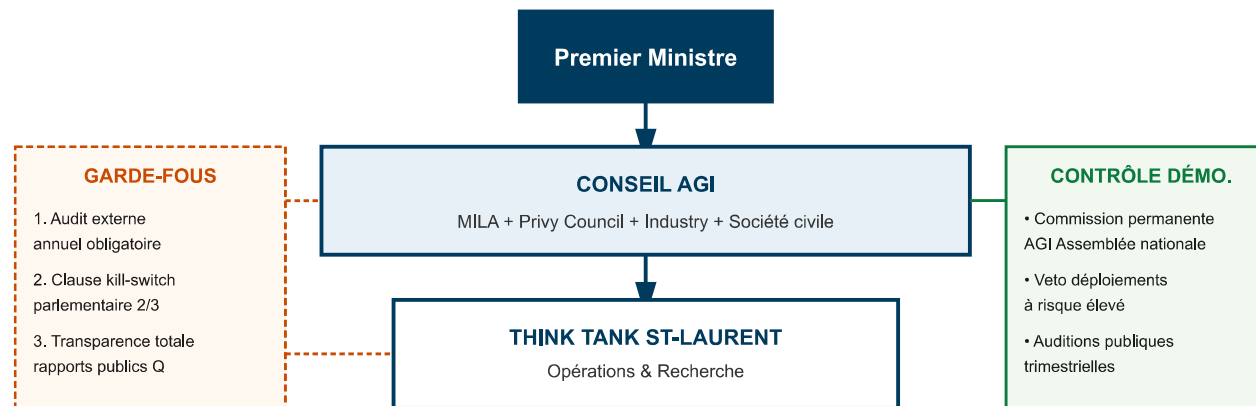 Premier Ministre
GARDE-FOUS
1. Audit externe
annuel obligatoire
2. Clause kill-switch
parlementaire 2/3
3. Transparence totale
rapports publics Q
CONSEIL AGI
MILA + Privy Council + Industry + Société civile
THINK TANK ST-LAURENT
Opérations & Recherche
CONTRÔLE DÉMO.
• Commission permanente
AGI Assemblée nationale
• Veto déploiements
à risque élevé
• Auditions publiques
trimestrielles